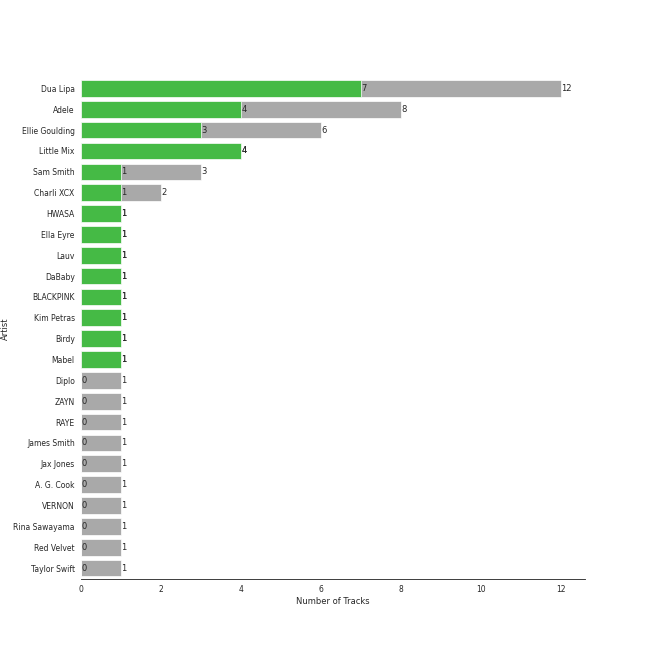 Dua Lipa 7 12
Adele 4 8
Ellie Goulding 3 6
Little Mix 4
Sam Smith 1 3
Charli XCX 1 2
HWASA 1
Ella Eyre 1
Lauv 1
DaBaby 1
BLACKPINK 1
Kim Petras 1
Birdy 1
Mabel 1
Diplo 0 1
ZAYN 0 1
RAYE 0 1
James Smith 0 1
Jax Jones 0 1
A. G. Cook 0 1
VERNON 0 1
Rina Sawayama 0 1
Red Velvet 0 1
Taylor Swift 0 1
0 2 4 6 8 10 12
Number of Tracks
Artist